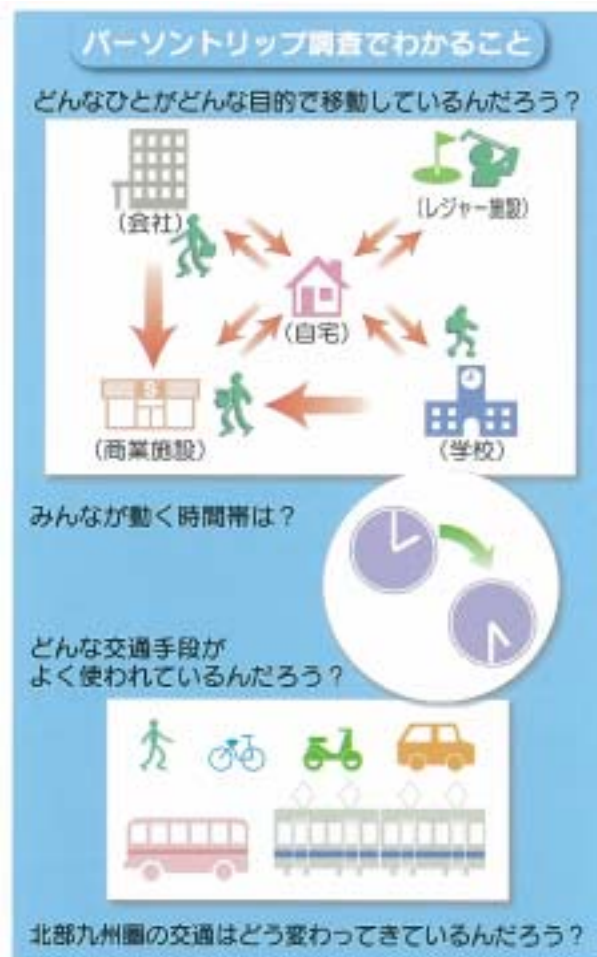 パーソントリップ調査でわかること
どんなひとがどんな目的で移動しているんだろう？
(会社)
(レジャー施設)
(自宅)
(商業施設)
(学校)
みんなが動く時間帯は？
どんな交通手段が
よく使われているんだろう？
北部九州圏の交通はどう変わってきているんだろう？